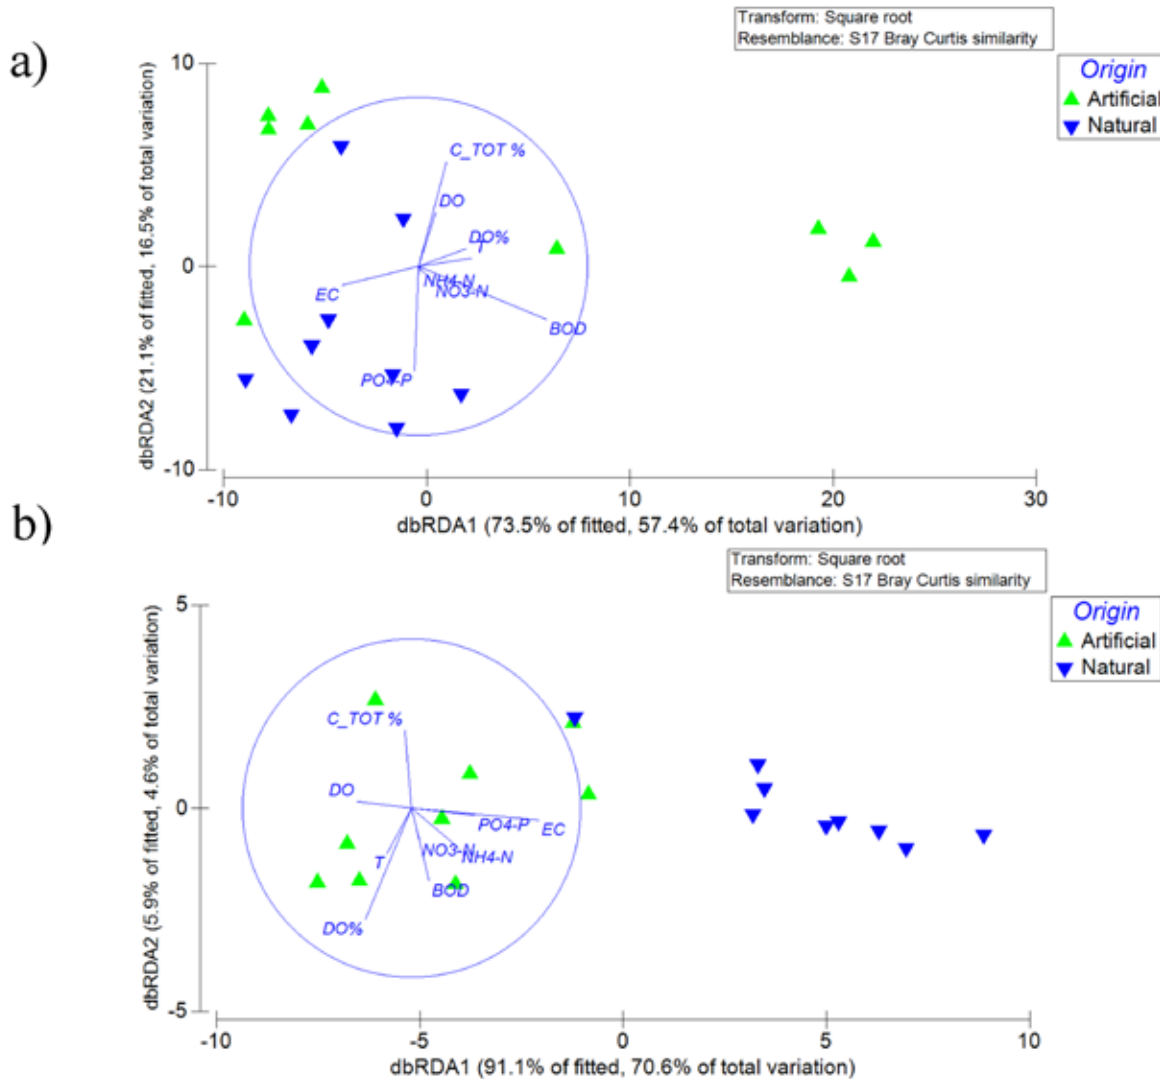 a)
Transform: Square root
Resemblance: S17 Bray Curtis similarity
Origin
Artificial
Natural
10
0
-10
dbRDA2 (21.1% of fitted, 16.5% of total variation)
C_TOT %
DO
DO%
T
NH4-N
NO3-N
EC
BOD
PO4-P
-10
0
10
20
30
dbRDA1 (73.5% of fitted, 57.4% of total variation)
b)
Transform: Square root
Resemblance: S17 Bray Curtis similarity
Origin
Artificial
Natural
5
0
-5
dbRDA2 (5.9% of fitted, 4.6% of total variation)
C_TOT %
DO
PO4-P
EC
NO3-N
NH4-N
T
BOD
DO%
-10
-5
0
5
10
dbRDA1 (91.1% of fitted, 70.6% of total variation)